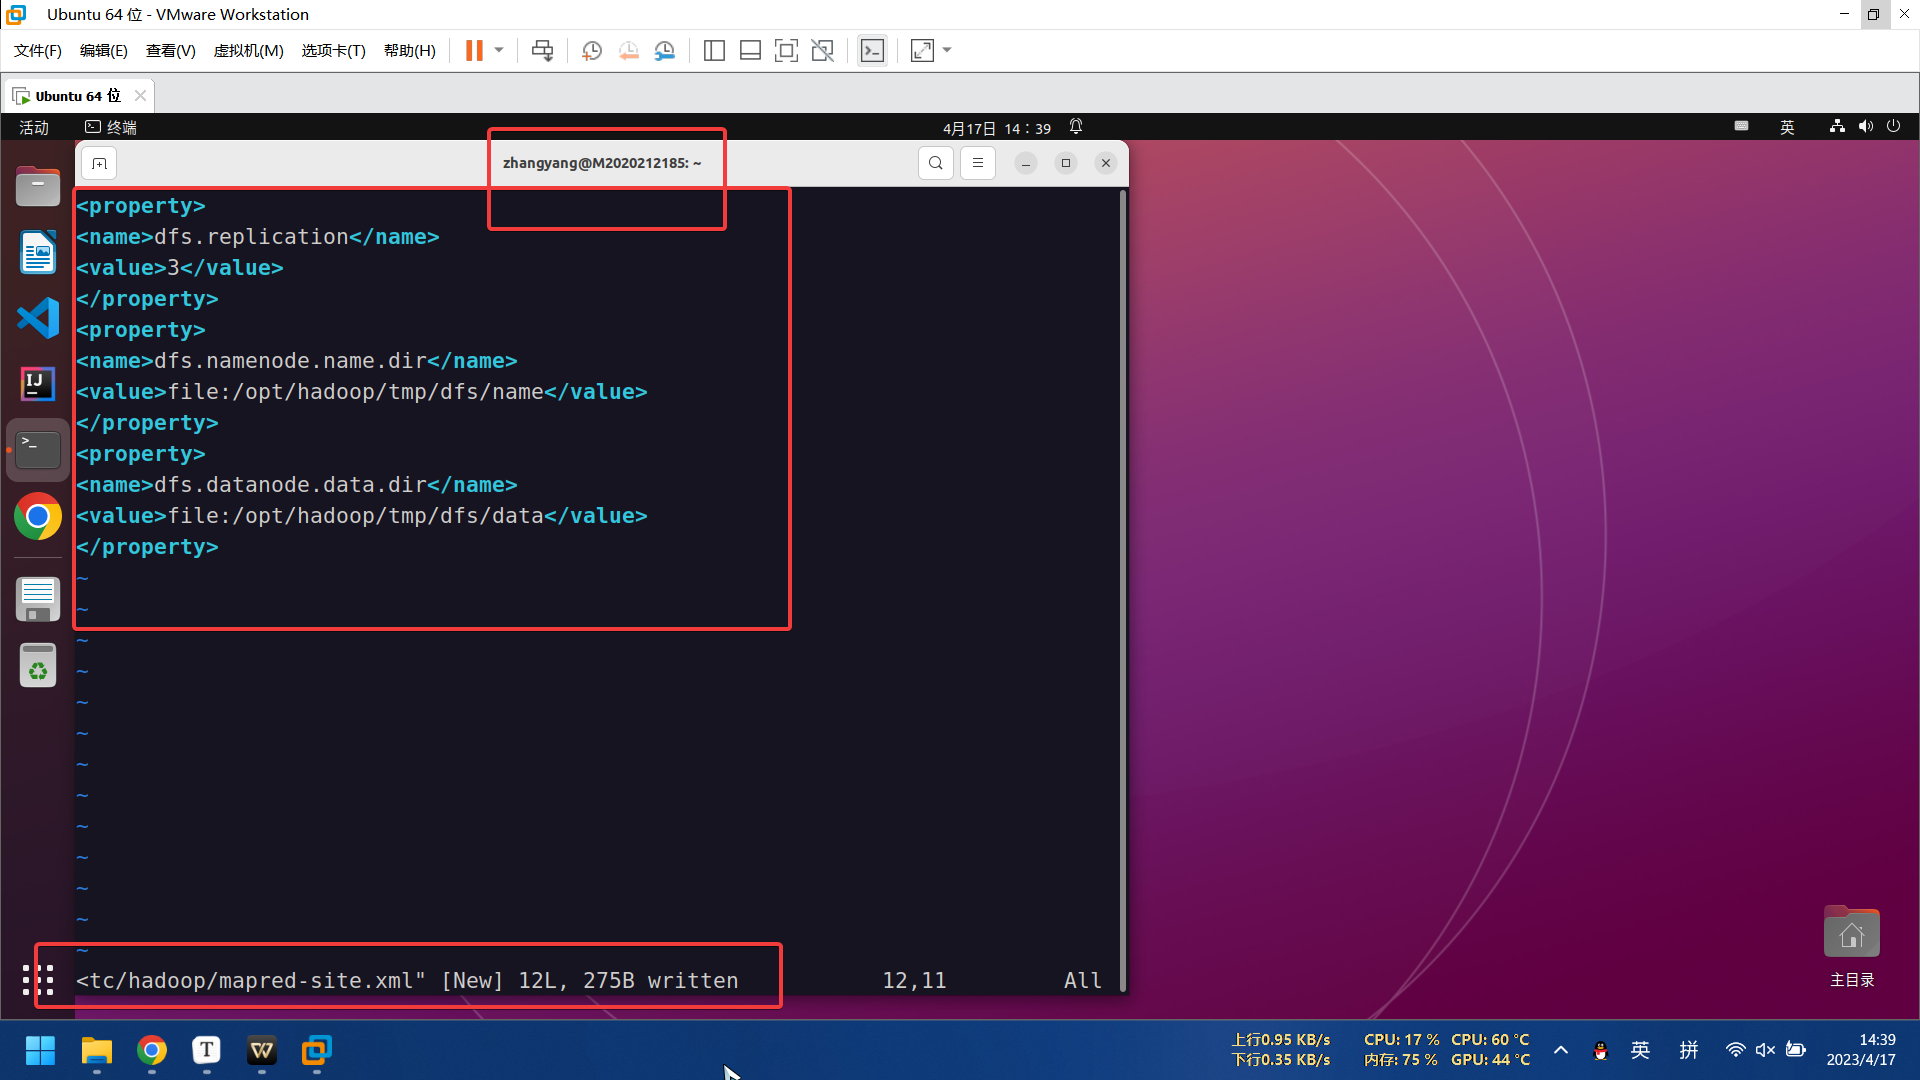 Ubuntu 64 位 - VMware Workstation
文件(F) 编辑(E) 查看(V) 虚拟机(M) 选项卡(T) 帮助(H)
Ubuntu 64 位
活动 终端 4月17日 14：39 英
zhangyang@M2020212185: ~
<property>
<name>dfs.replication</name>
<value>3</value>
</property>
<property>
<name>dfs.namenode.name.dir</name>
<value>file:/opt/hadoop/tmp/dfs/name</value>
</property>
<property>
<name>dfs.datanode.data.dir</name>
<value>file:/opt/hadoop/tmp/dfs/data</value>
</property>
~
~
~
~
~
~
~
~
~
~
~
~
~
<tc/hadoop/mapred-site.xml" [New] 12L, 275B written 12,11 All
主目录
上行0.95 KB/s CPU: 17 % CPU: 60 °C
下行0.35 KB/s 内存: 75 % GPU: 44 °C
英 拼
14:39
2023/4/17